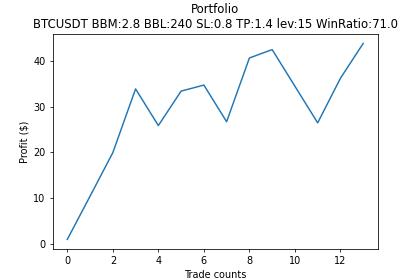 Portfolio
BTCUSDT BBM:2.8 BBL:240 SL:0.8 TP:1.4 lev:15 WinRatio:71.0
40
30
20
10
0
Profit ($)
0 2 4 6 8 10 12
Trade counts